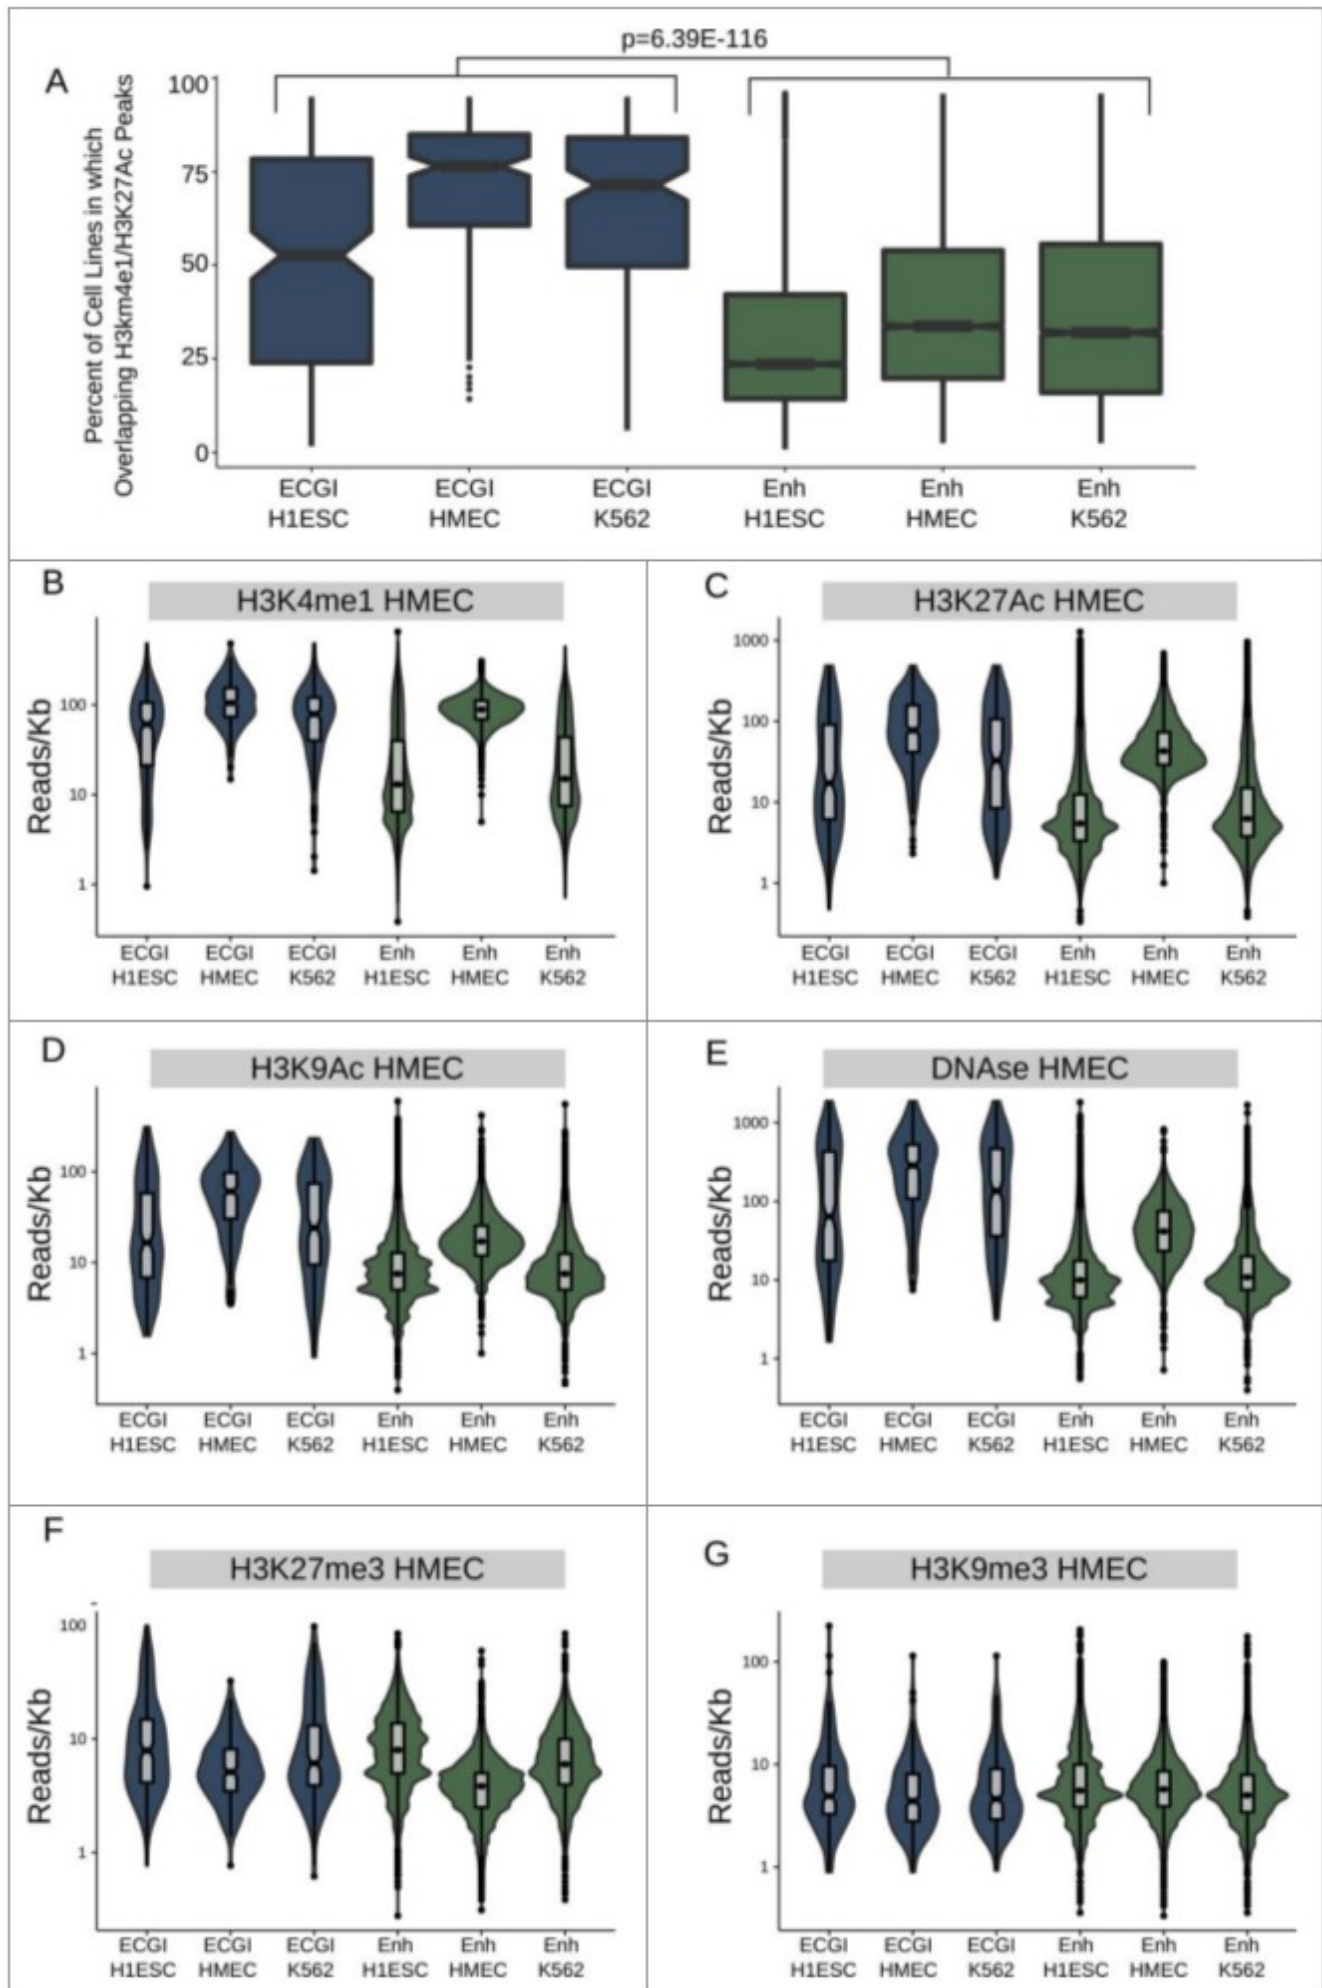 p=6.39E-116
A
Percent of Cell Lines in which
Overlapping H3km4e1/H3K27Ac Peaks
100
75
50
25
0
ECGI ECGI ECGI Enh Enh Enh
H1ESC HMEC K562 H1ESC HMEC K562
B
H3K4me1 HMEC
Reads/Kb
100
10
1
ECGI ECGI ECGI Enh Enh Enh
H1ESC HMEC K562 H1ESC HMEC K562
C
H3K27Ac HMEC
Reads/Kb
1000
100
10
1
ECGI ECGI ECGI Enh Enh Enh
H1ESC HMEC K562 H1ESC HMEC K562
D
H3K9Ac HMEC
Reads/Kb
100
10
1
ECGI ECGI ECGI Enh Enh Enh
H1ESC HMEC K562 H1ESC HMEC K562
E
DNAse HMEC
Reads/Kb
1000
100
10
1
ECGI ECGI ECGI Enh Enh Enh
H1ESC HMEC K562 H1ESC HMEC K562
F
H3K27me3 HMEC
Reads/Kb
100
10
1
ECGI ECGI ECGI Enh Enh Enh
H1ESC HMEC K562 H1ESC HMEC K562
G
H3K9me3 HMEC
Reads/Kb
100
10
1
ECGI ECGI ECGI Enh Enh Enh
H1ESC HMEC K562 H1ESC HMEC K562